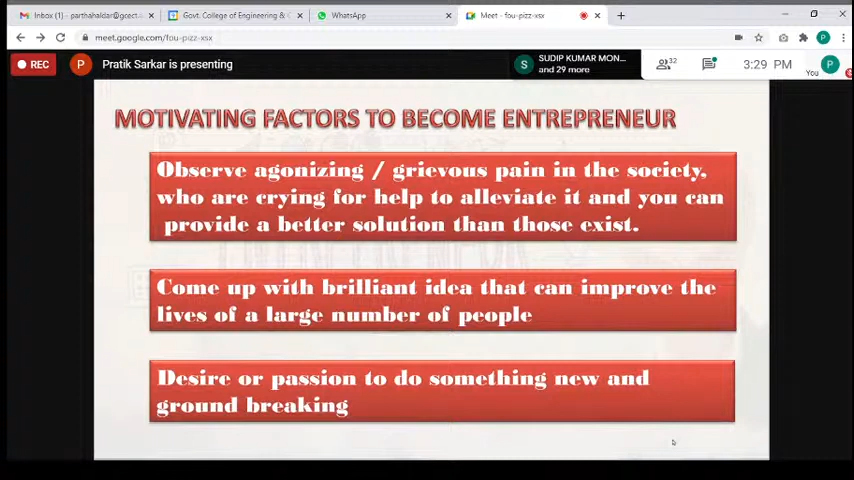 Inbox (1) - parthahaldar@gcect.a
Govt. College of Engineering & C
WhatsApp
Meet - fou-pizz-xsx
meet.google.com/fou-pizz-xsx
REC
P
Pratik Sarkar is presenting
S
SUDIP KUMAR MON...
and 29 more
32
3:29 PM
You
P
MOTIVATING FACTORS TO BECOME ENTREPRENEUR
Observe agonizing / grievous pain in the society,
who are crying for help to alleviate it and you can
provide a better solution than those exist.
Come up with brilliant idea that can improve the
lives of a large number of people
Desire or passion to do something new and
ground breaking